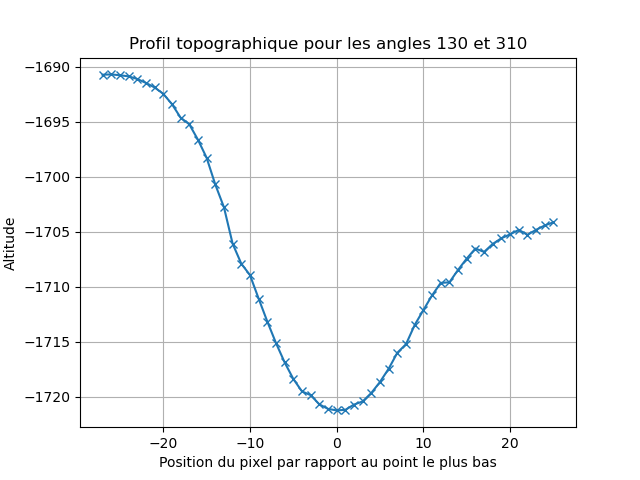 Profil topographique pour les angles 130 et 310
−1690
−1695
−1700
−1705
−1710
−1715
−1720
Altitude
−20 −10 0 10 20
Position du pixel par rapport au point le plus bas